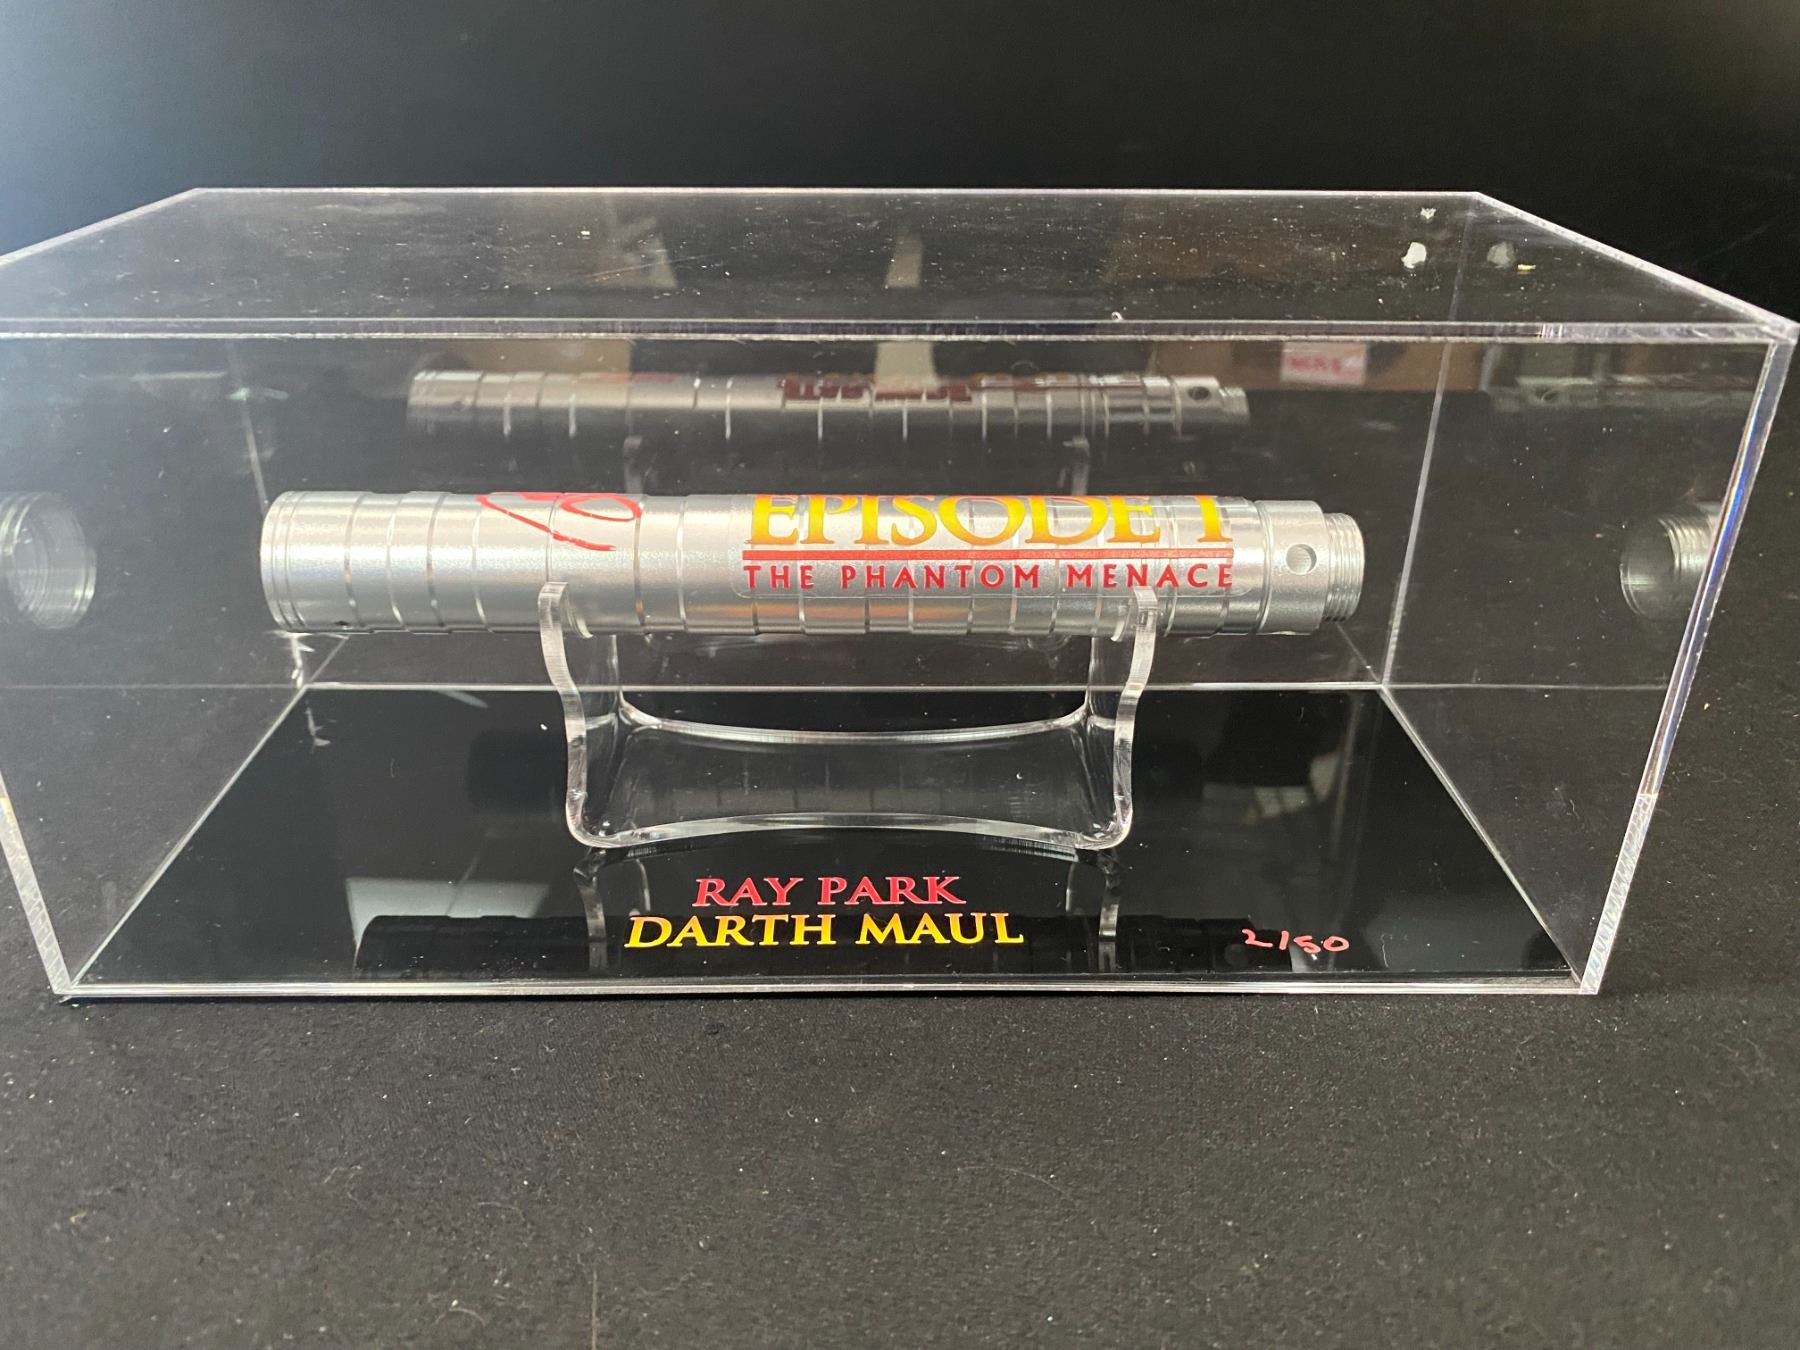 EPISODE I
THE PHANTOM MENACE
RAY PARK
DARTH MAUL
2/50